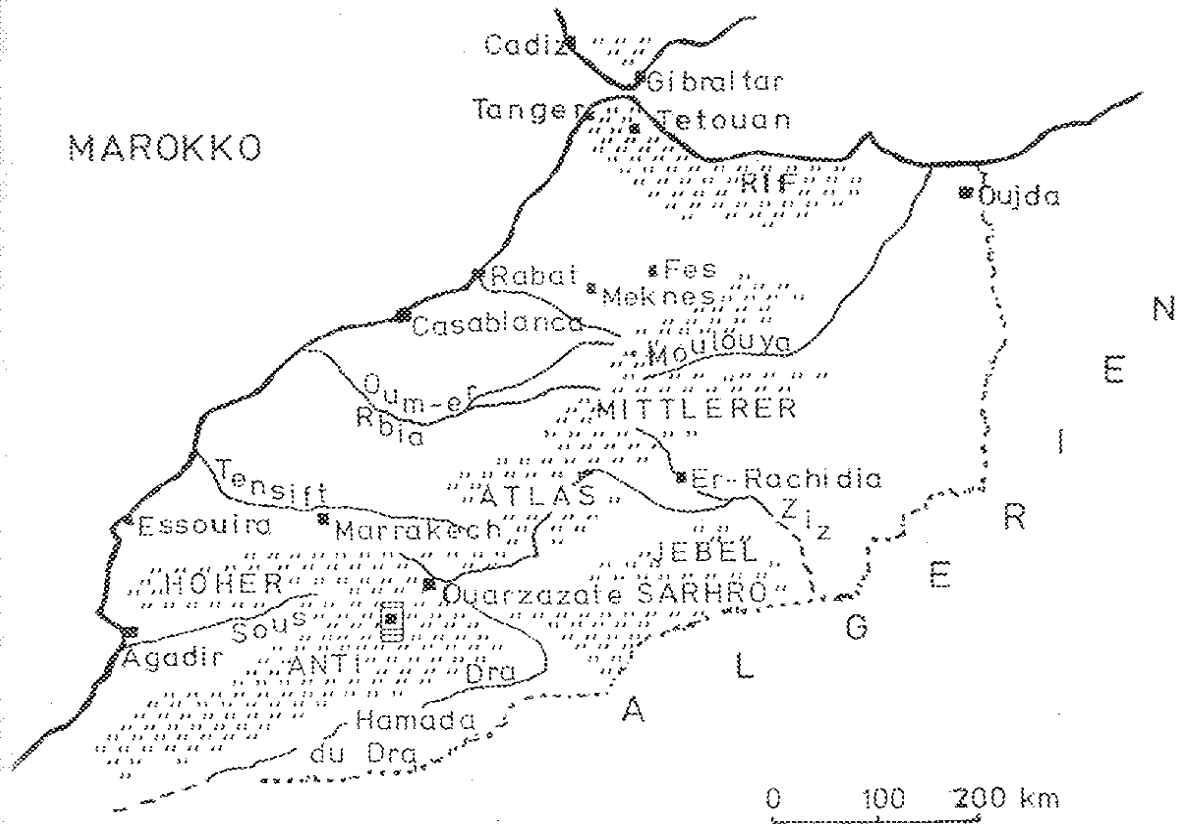 Cadiz
Gibraltar
Tanger
Tetouan
MAROKKO
RIF
Oujda
Fes
Rabat
Meknes
Casablanca
Moulouya
Oum-er
Rbia
MITTLERER
Er-Rachidia
ATLAS
Tensift
Ziz
Essouira
Marrakech
JEBEL
HOHER
Ouarzazate SARHRO
Sous
Agadir
ANTI
Dra
Hamada
du Dra
ALGERIEN
0 100 200 km